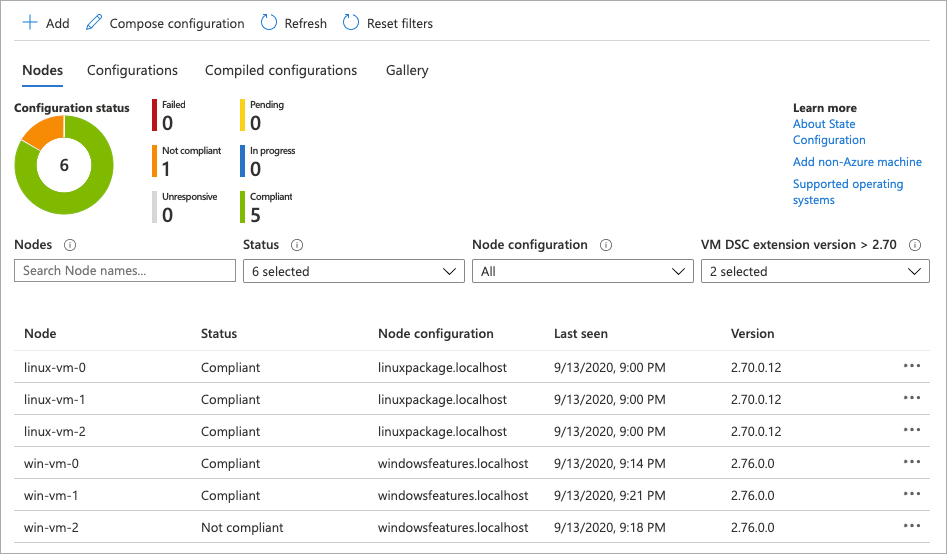 Add Compose configuration Refresh Reset filters
Nodes Configurations Compiled configurations Gallery
Configuration status
6
Failed
0
Pending
0
Not compliant
1
In progress
0
Unresponsive
0
Compliant
5
Learn more
About State
Configuration
Add non-Azure machine
Supported operating
systems
Nodes Status Node configuration VM DSC extension version > 2.70
Search Node names... 6 selected All 2 selected
Node Status Node configuration Last seen Version
linux-vm-0 Compliant linuxpackage.localhost 9/13/2020, 9:00 PM 2.70.0.12
linux-vm-1 Compliant linuxpackage.localhost 9/13/2020, 9:00 PM 2.70.0.12
linux-vm-2 Compliant linuxpackage.localhost 9/13/2020, 9:00 PM 2.70.0.12
win-vm-0 Compliant windowsfeatures.localhost 9/13/2020, 9:14 PM 2.76.0.0
win-vm-1 Compliant windowsfeatures.localhost 9/13/2020, 9:21 PM 2.76.0.0
win-vm-2 Not compliant windowsfeatures.localhost 9/13/2020, 9:18 PM 2.76.0.0